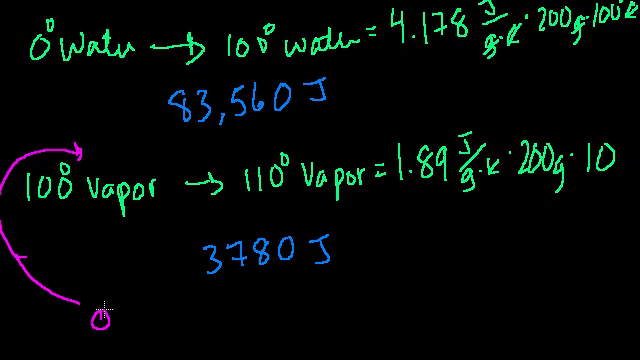 0° Water → 100° water = 4.178 J/g·K · 200g · 100°K
83,560 J
100° Vapor → 110° Vapor = 1.89 J/g·K · 200g · 10
3780 J
0